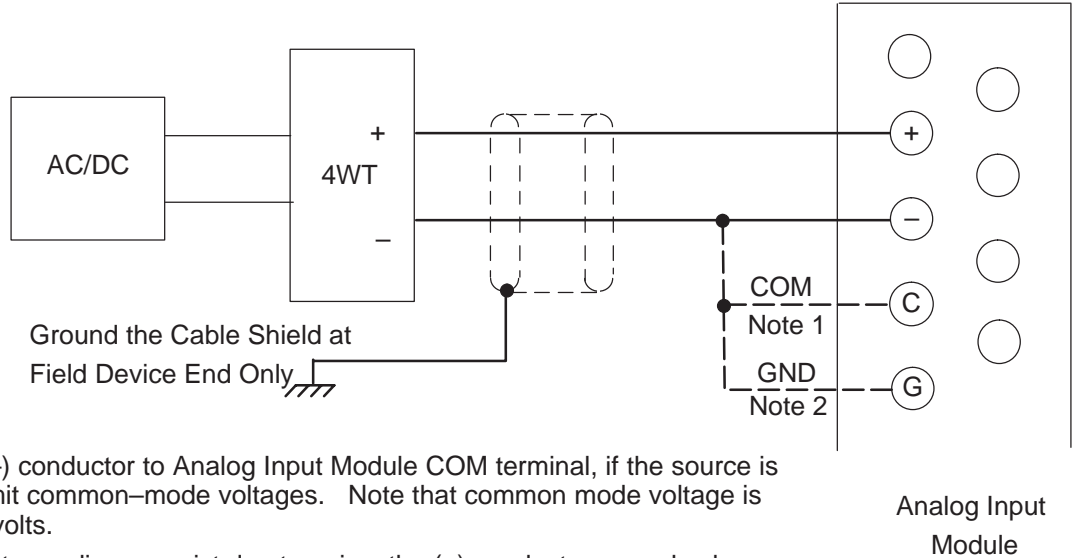 AC/DC
4WT
+
–
+
–
COM
C
Note 1
GND
G
Note 2
Ground the Cable Shield at
Field Device End Only
) conductor to Analog Input Module COM terminal, if the source is
common–mode voltages. Note that common mode voltage is
volts.
Analog Input
Module